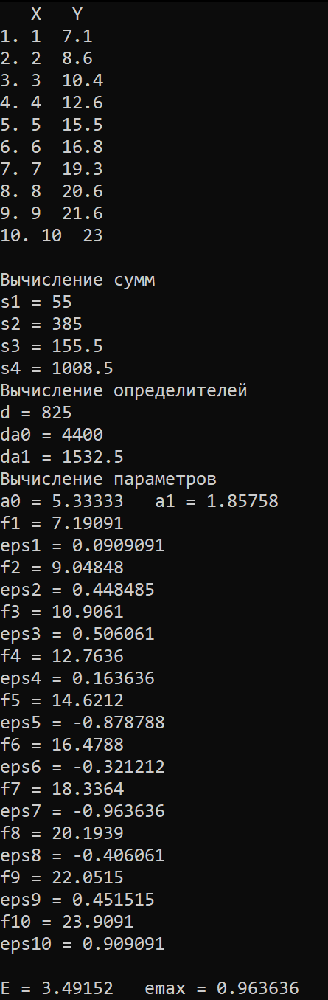 X Y
1. 1 7.1
2. 2 8.6
3. 3 10.4
4. 4 12.6
5. 5 15.5
6. 6 16.8
7. 7 19.3
8. 8 20.6
9. 9 21.6
10. 10 23
Вычисление сумм
s1 = 55
s2 = 385
s3 = 155.5
s4 = 1008.5
Вычисление определителей
d = 825
da0 = 4400
da1 = 1532.5
Вычисление параметров
a0 = 5.33333 a1 = 1.85758
f1 = 7.19091
eps1 = 0.0909091
f2 = 9.04848
eps2 = 0.448485
f3 = 10.9061
eps3 = 0.506061
f4 = 12.7636
eps4 = 0.163636
f5 = 14.6212
eps5 = -0.878788
f6 = 16.4788
eps6 = -0.321212
f7 = 18.3364
eps7 = -0.963636
f8 = 20.1939
eps8 = -0.406061
f9 = 22.0515
eps9 = 0.451515
f10 = 23.9091
eps10 = 0.909091
E = 3.49152 emax = 0.963636